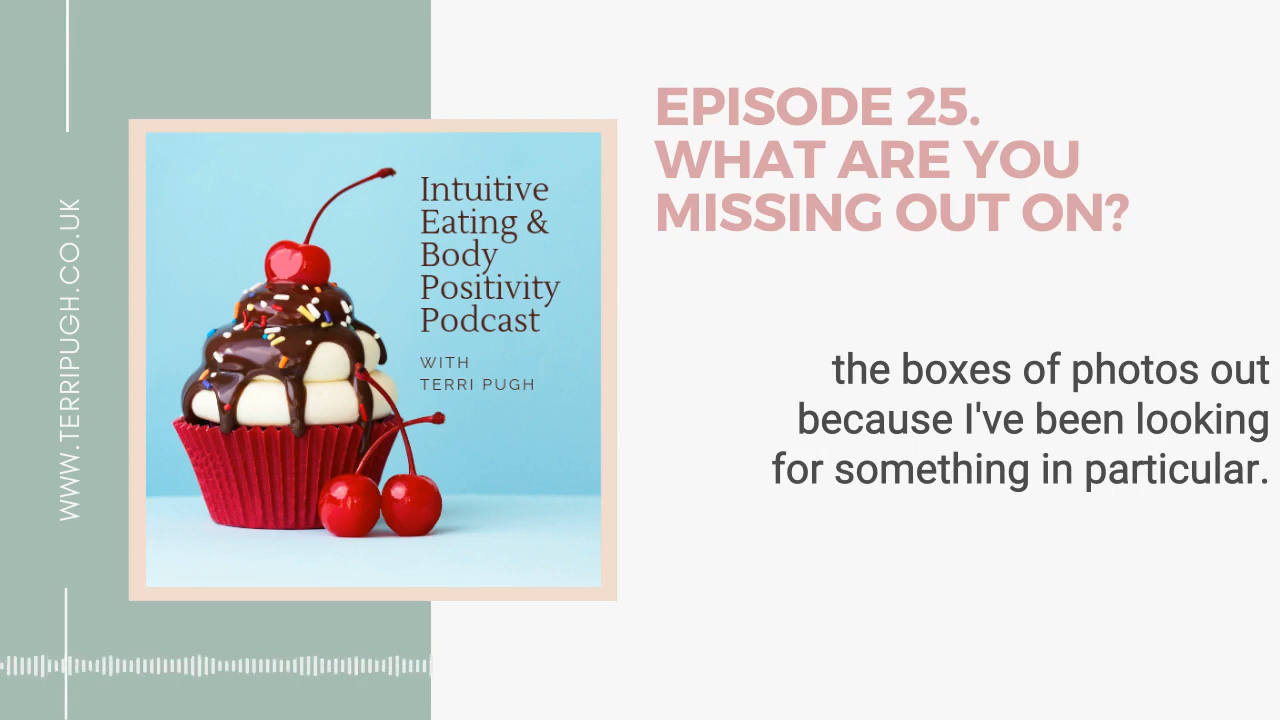 WWW.TERRIPUGH.CO.UK
Intuitive
Eating &
Body
Positivity
Podcast
WITH
TERRI PUGH
EPISODE 25.
WHAT ARE YOU
MISSING OUT ON?
the boxes of photos out
because I've been looking
for something in particular.